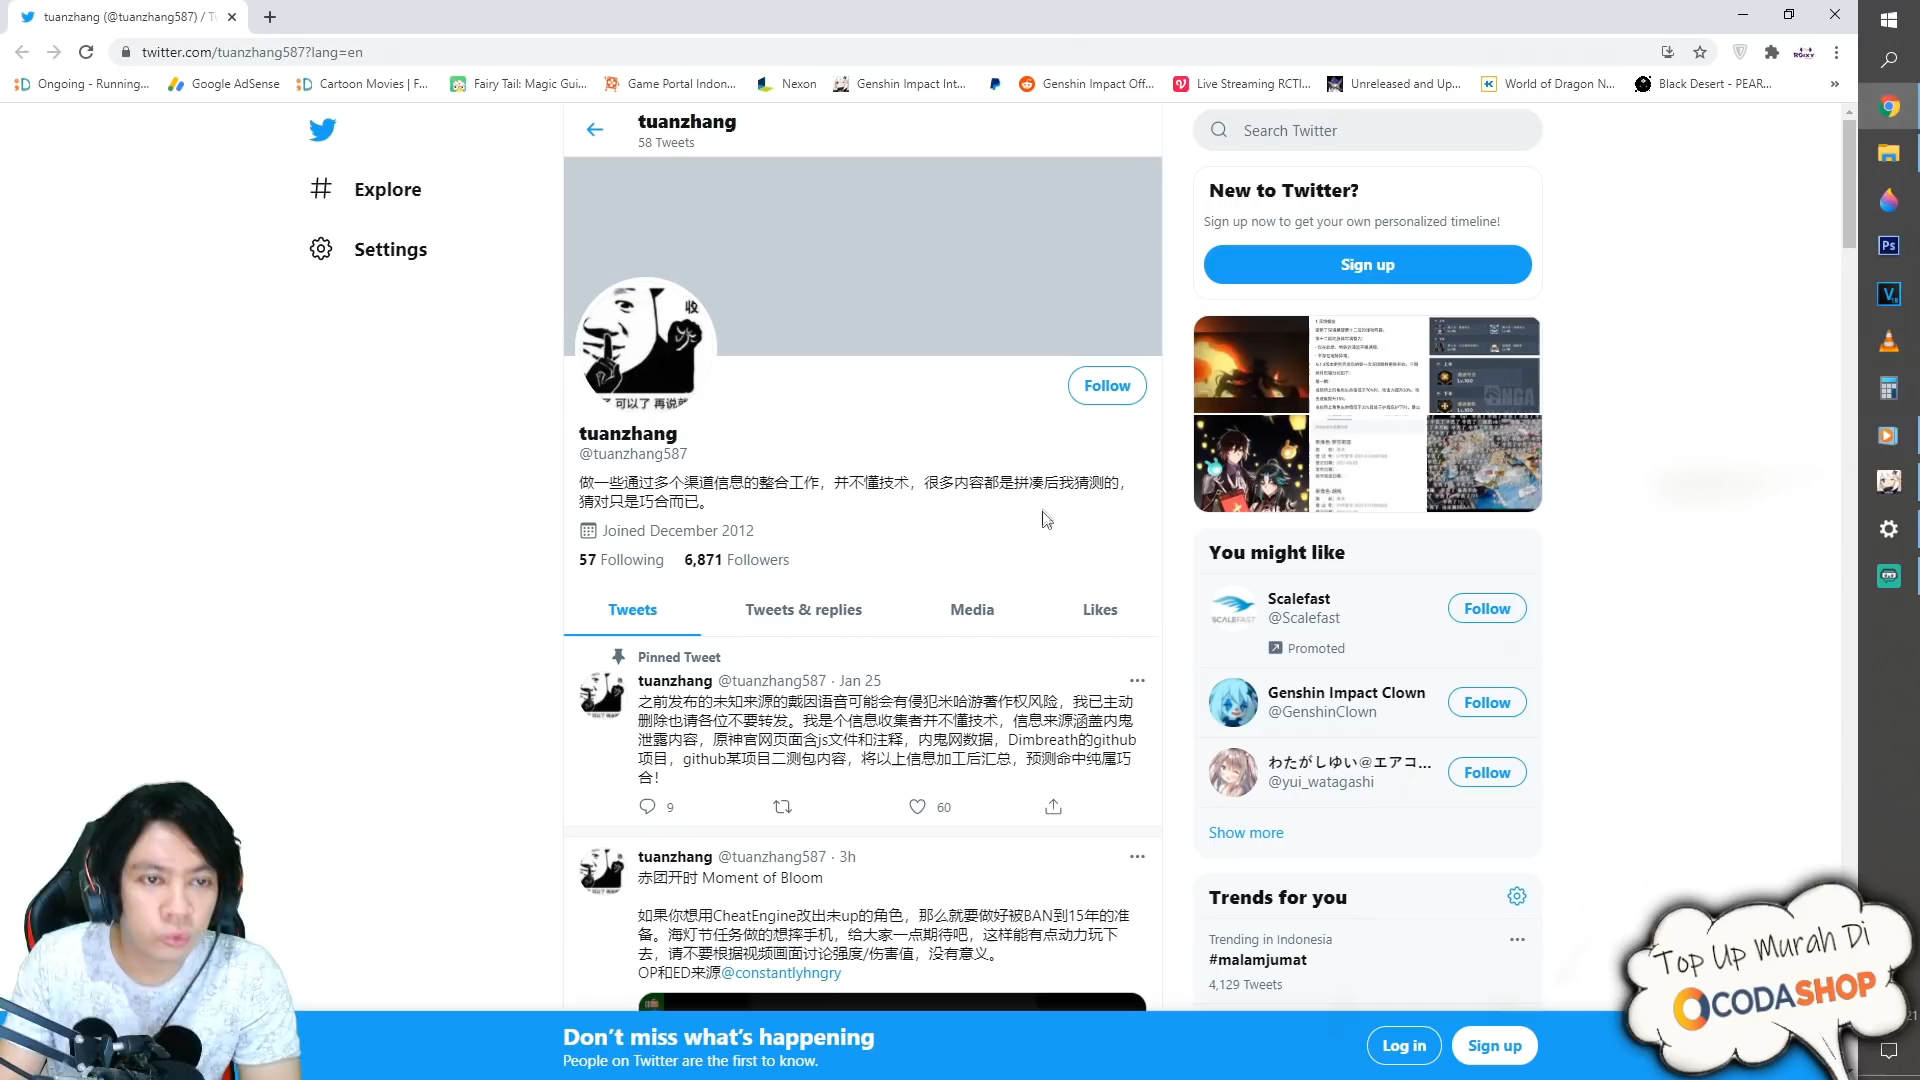 tuanzhang (@tuanzhang587) / Tw
twitter.com/tuanzhang587?lang=en
Ongoing - Running...
Google AdSense
Cartoon Movies | F...
Fairy Tail: Magic Gui...
Game Portal Indon...
Nexon
Genshin Impact Int...
Genshin Impact Off...
Live Streaming RCTI...
Unreleased and Up...
World of Dragon N...
Black Desert - PEAR...
»
tuanzhang
58 Tweets
Explore
Settings
Search Twitter
New to Twitter?
Sign up now to get your own personalized timeline!
Sign up
收
可以了 再说就
Follow
tuanzhang
@tuanzhang587
做一些通过多个渠道信息的整合工作，并不懂技术，很多内容都是拼凑后我猜测的，
猜对只是巧合而已。
Joined December 2012
57 Following 6,871 Followers
Tweets
Tweets & replies
Media
Likes
Pinned Tweet
tuanzhang @tuanzhang587 · Jan 25
之前发布的未知来源的戴因语音可能会有侵犯米哈游著作权风险，我已主动
删除也请各位不要转发。我是个信息收集者并不懂技术，信息来源涵盖内鬼
泄露内容，原神官网页面含js文件和注释，内鬼网数据，Dimbreath的github
项目，github某项目二测包内容，将以上信息加工后汇总，预测命中纯属巧
合！
9
60
tuanzhang @tuanzhang587 · 3h
赤团开时 Moment of Bloom
如果你想用CheatEngine改出未up的角色，那么就要做好被BAN到15年的准
备。海灯节任务做的想摔手机，给大家一点期待吧，这样能有点动力玩下
去，请不要根据视频画面讨论强度/伤害值，没有意义。
OP和ED来源@constantlyhngry
You might like
Scalefast
@Scalefast
Promoted
Follow
SCALEFAST
Genshin Impact Clown
@GenshinClown
Follow
わたがしゆい@エアコ...
@yui_watagashi
Follow
Show more
Trends for you
Trending in Indonesia
#malamjumat
4,129 Tweets
Don’t miss what’s happening
People on Twitter are the first to know.
Log in
Sign up
Top Up Murah Di
CODASHOP
Ps
V
NGA
21